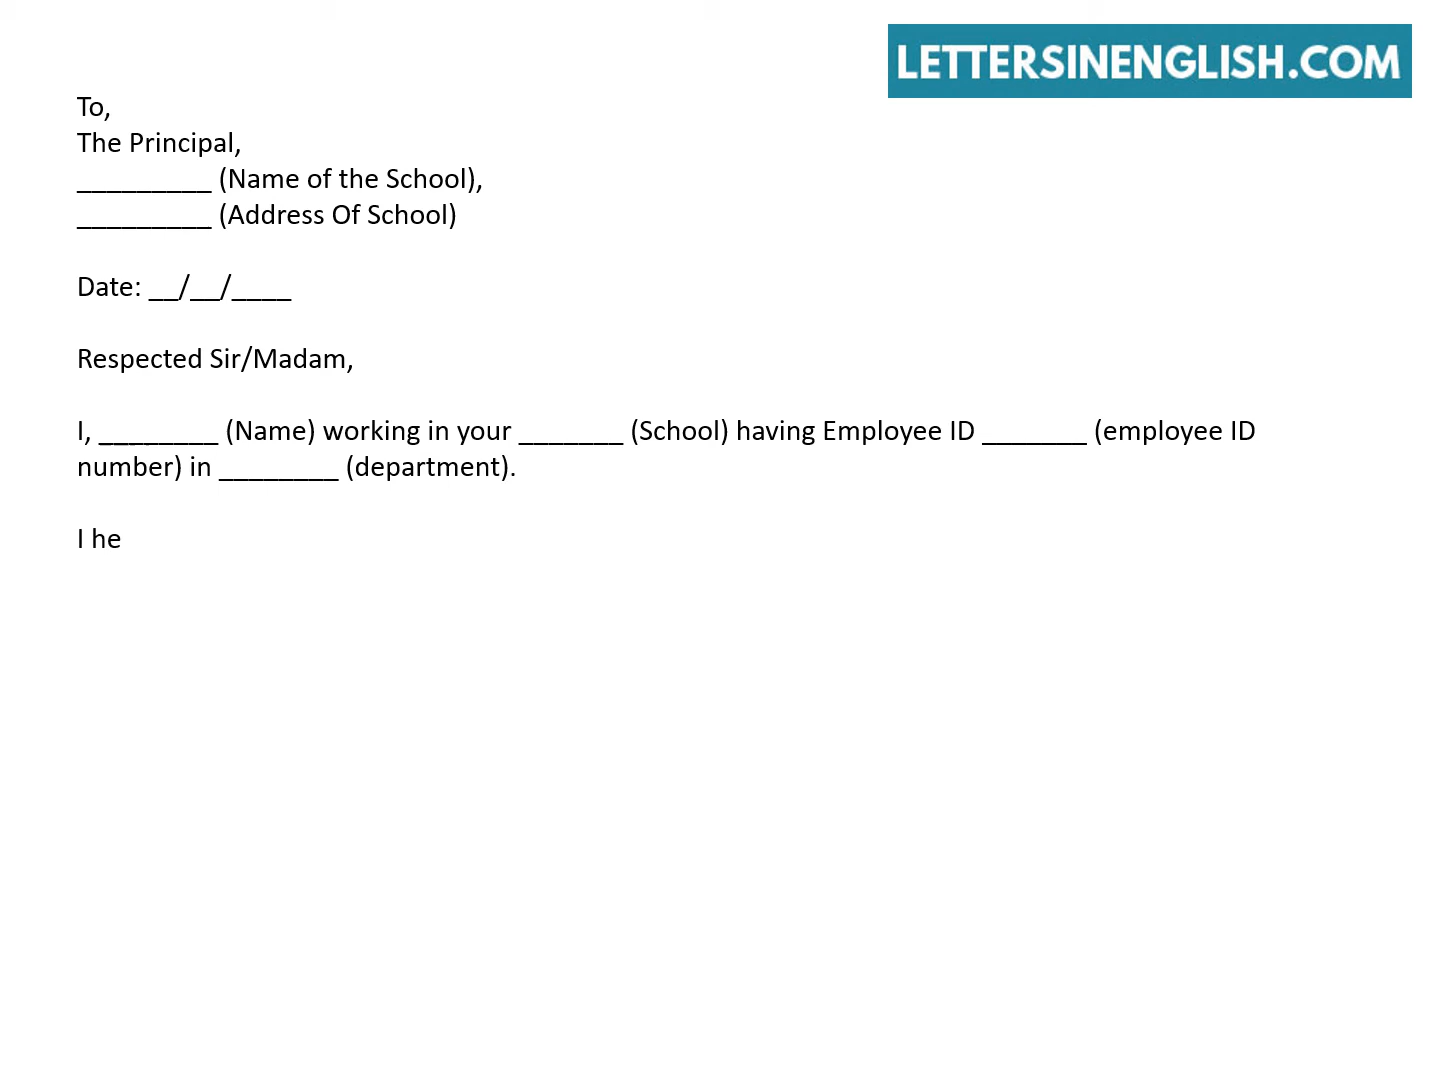 LETTERSINENGLISH.COM
To,
The Principal,
_________ (Name of the School),
_________ (Address Of School)
Date: __/__/____
Respected Sir/Madam,
I, ________ (Name) working in your _______ (School) having Employee ID _______ (employee ID
number) in ________ (department).
I he